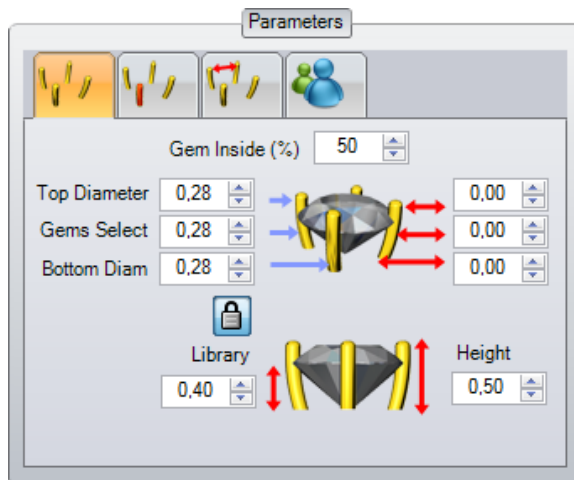 Parameters
Gem Inside (%) 50
Top Diameter 0,28 0,00
Gems Select 0,28 0,00
Bottom Diam 0,28 0,00
Library Height
0,40 0,50